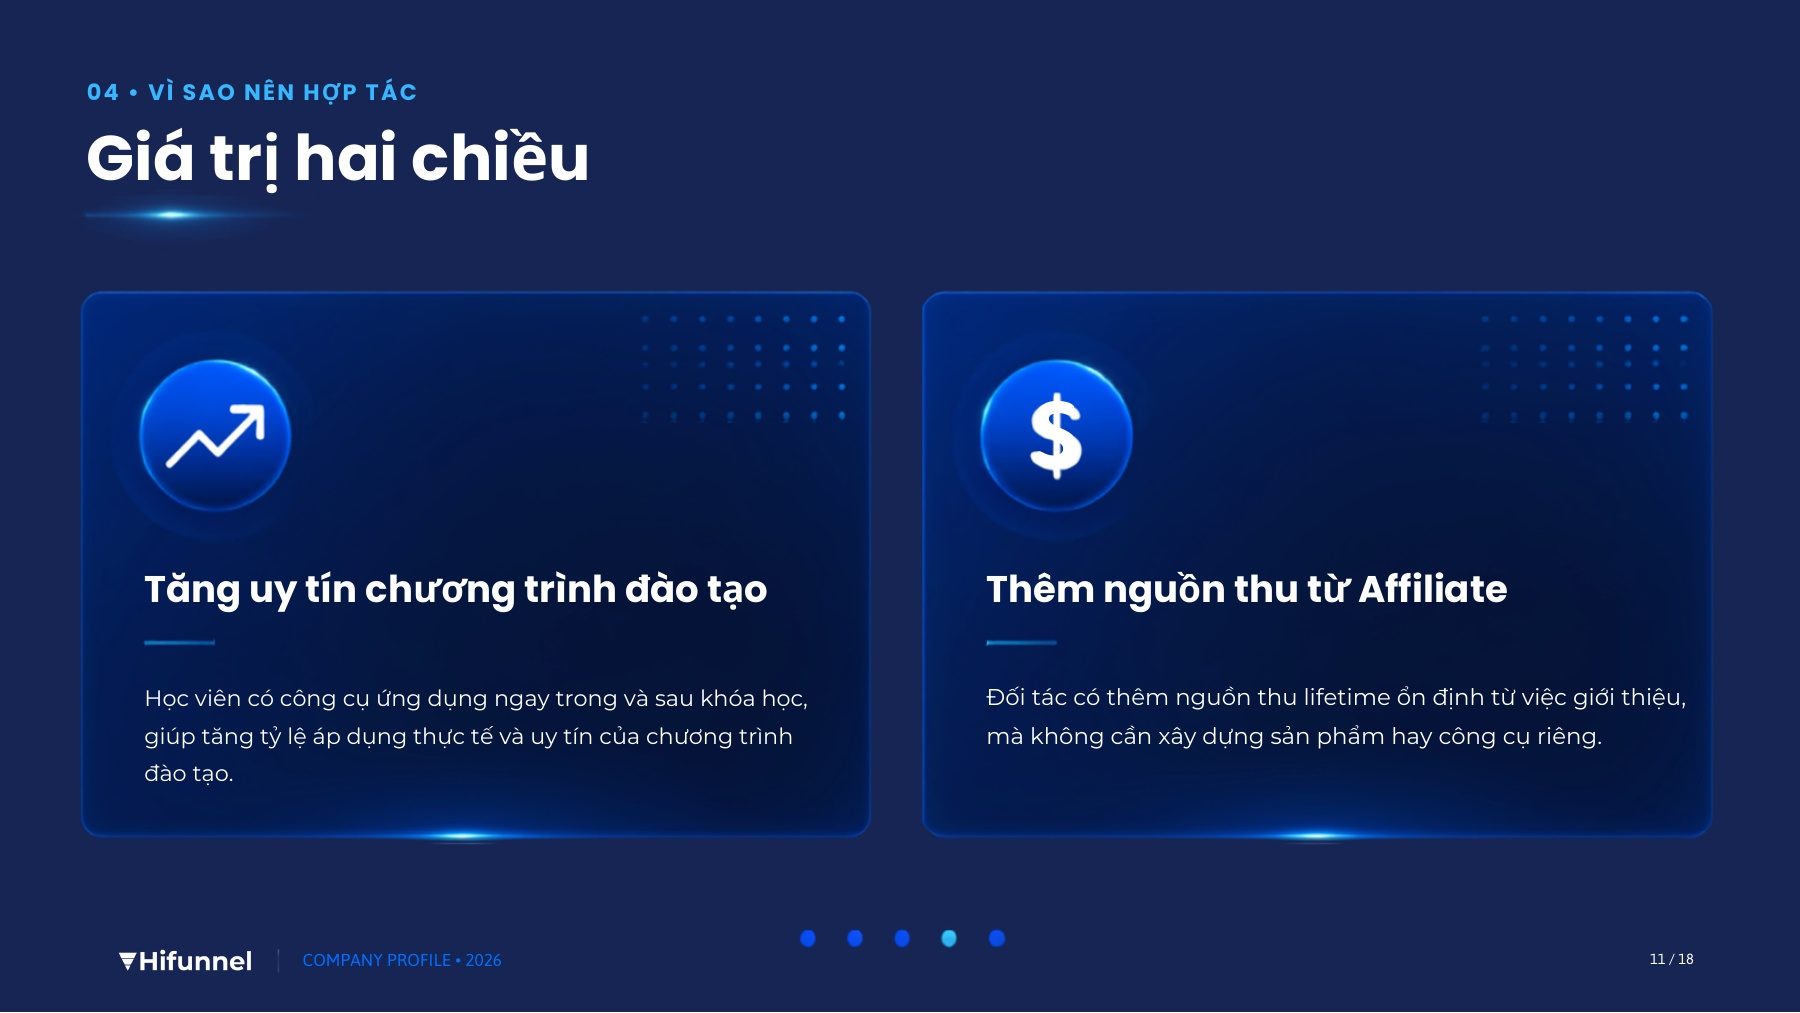 04 • VÌ SAO NÊN HỢP TÁC
Giá trị hai chiều
$
Tăng uy tín chương trình đào tạo
Học viên có công cụ ứng dụng ngay trong và sau khóa học,
giúp tăng tỷ lệ áp dụng thực tế và uy tín của chương trình
đào tạo.
Thêm nguồn thu từ Affiliate
Đối tác có thêm nguồn thu lifetime ổn định từ việc giới thiệu,
mà không cần xây dựng sản phẩm hay công cụ riêng.
Hifunnel
COMPANY PROFILE • 2026
11 / 18